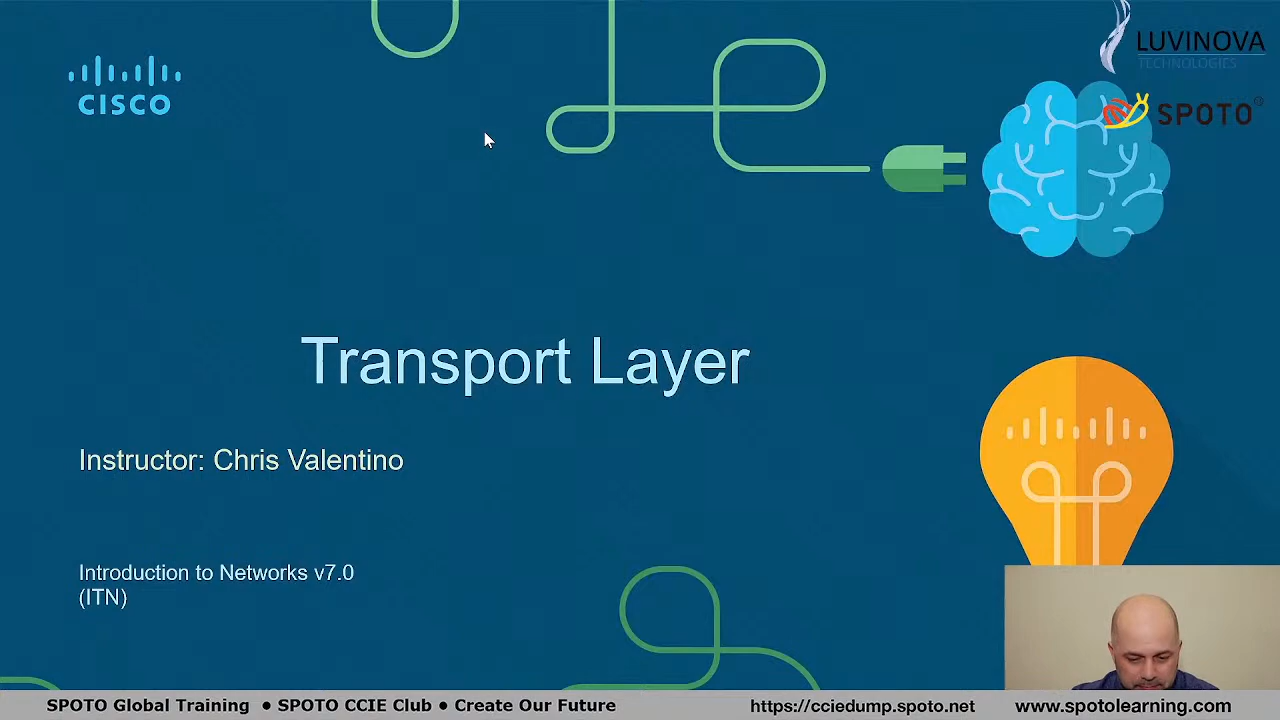 LUVINOVA
TECHNOLOGIES
CISCO
SPOTO®
Transport Layer
Instructor: Chris Valentino
Introduction to Networks v7.0
(ITN)
SPOTO Global Training ● SPOTO CCIE Club ● Create Our Future
https://cciedump.spoto.net
www.spotolearning.com